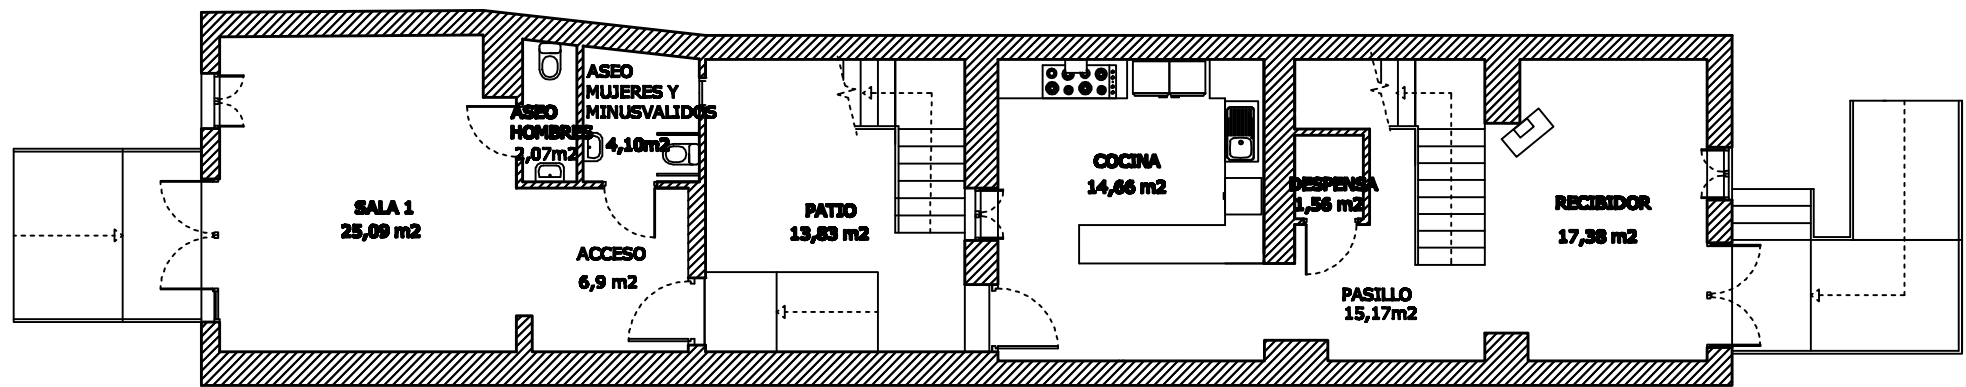 SALA 1
25,09 m2
ASEO
HOMBRES
2,07m2
ASEO
MUJERES Y
MINUSVALIDOS
4,10m2
ACCESO
6,9 m2
PATIO
13,83 m2
COCINA
14,66 m2
DESPENSA
1,56 m2
PASILLO
15,17m2
RECIBIDOR
17,38 m2